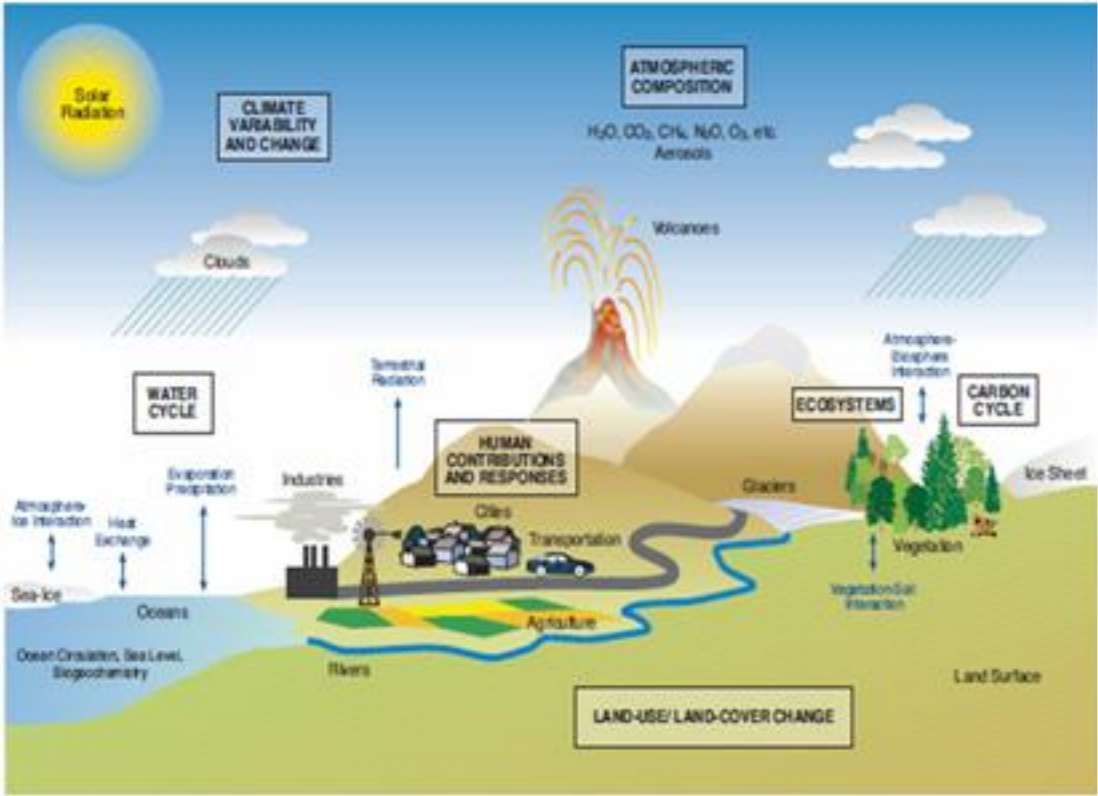 Solar
Radiation
CLIMATE
VARIABILITY
AND CHANGE
ATMOSPHERIC
COMPOSITION
H₂O, CO₂, CH₄, N₂O, O₃, etc.
Aerosols
Volcanoes
Clouds
Terrestrial
Radiation
Atmosphere-
Biosphere
Interaction
WATER
CYCLE
ECOSYSTEMS
CARBON
CYCLE
HUMAN
CONTRIBUTIONS
AND RESPONSES
Evaporation
Precipitation
Industries
Glaciers
Ice Sheet
Atmosphere-
Ice Interaction
Heat
Exchange
Cities
Transportation
Vegetation
Sea-Ice
Oceans
Agriculture
Vegetation-Soil
Interaction
Ocean Circulation, Sea Level,
Biogeochemistry
Rivers
Land Surface
LAND-USE/ LAND-COVER CHANGE